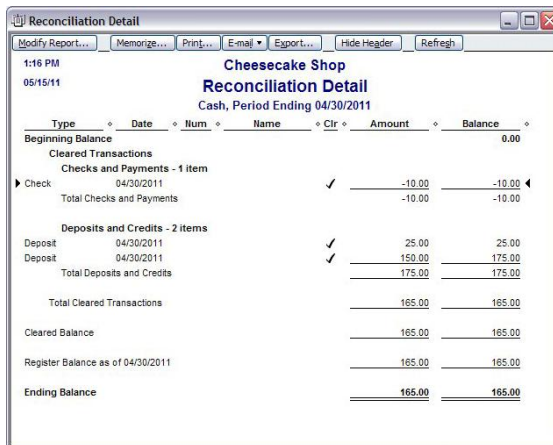 Reconciliation Detail
Modify Report... Memorize... Print... E-mail Export... Hide Header Refresh
1:16 PM Cheesecake Shop
05/15/11 Reconciliation Detail
Cash, Period Ending 04/30/2011
Type Date Num Name Clr Amount Balance
Beginning Balance 0.00
Cleared Transactions
Checks and Payments - 1 item
Check 04/30/2011 ✓ -10.00 -10.00
Total Checks and Payments -10.00 -10.00
Deposits and Credits - 2 items
Deposit 04/30/2011 ✓ 25.00 25.00
Deposit 04/30/2011 ✓ 150.00 175.00
Total Deposits and Credits 175.00 175.00
Total Cleared Transactions 165.00 165.00
Cleared Balance 165.00 165.00
Register Balance as of 04/30/2011 165.00 165.00
Ending Balance 165.00 165.00